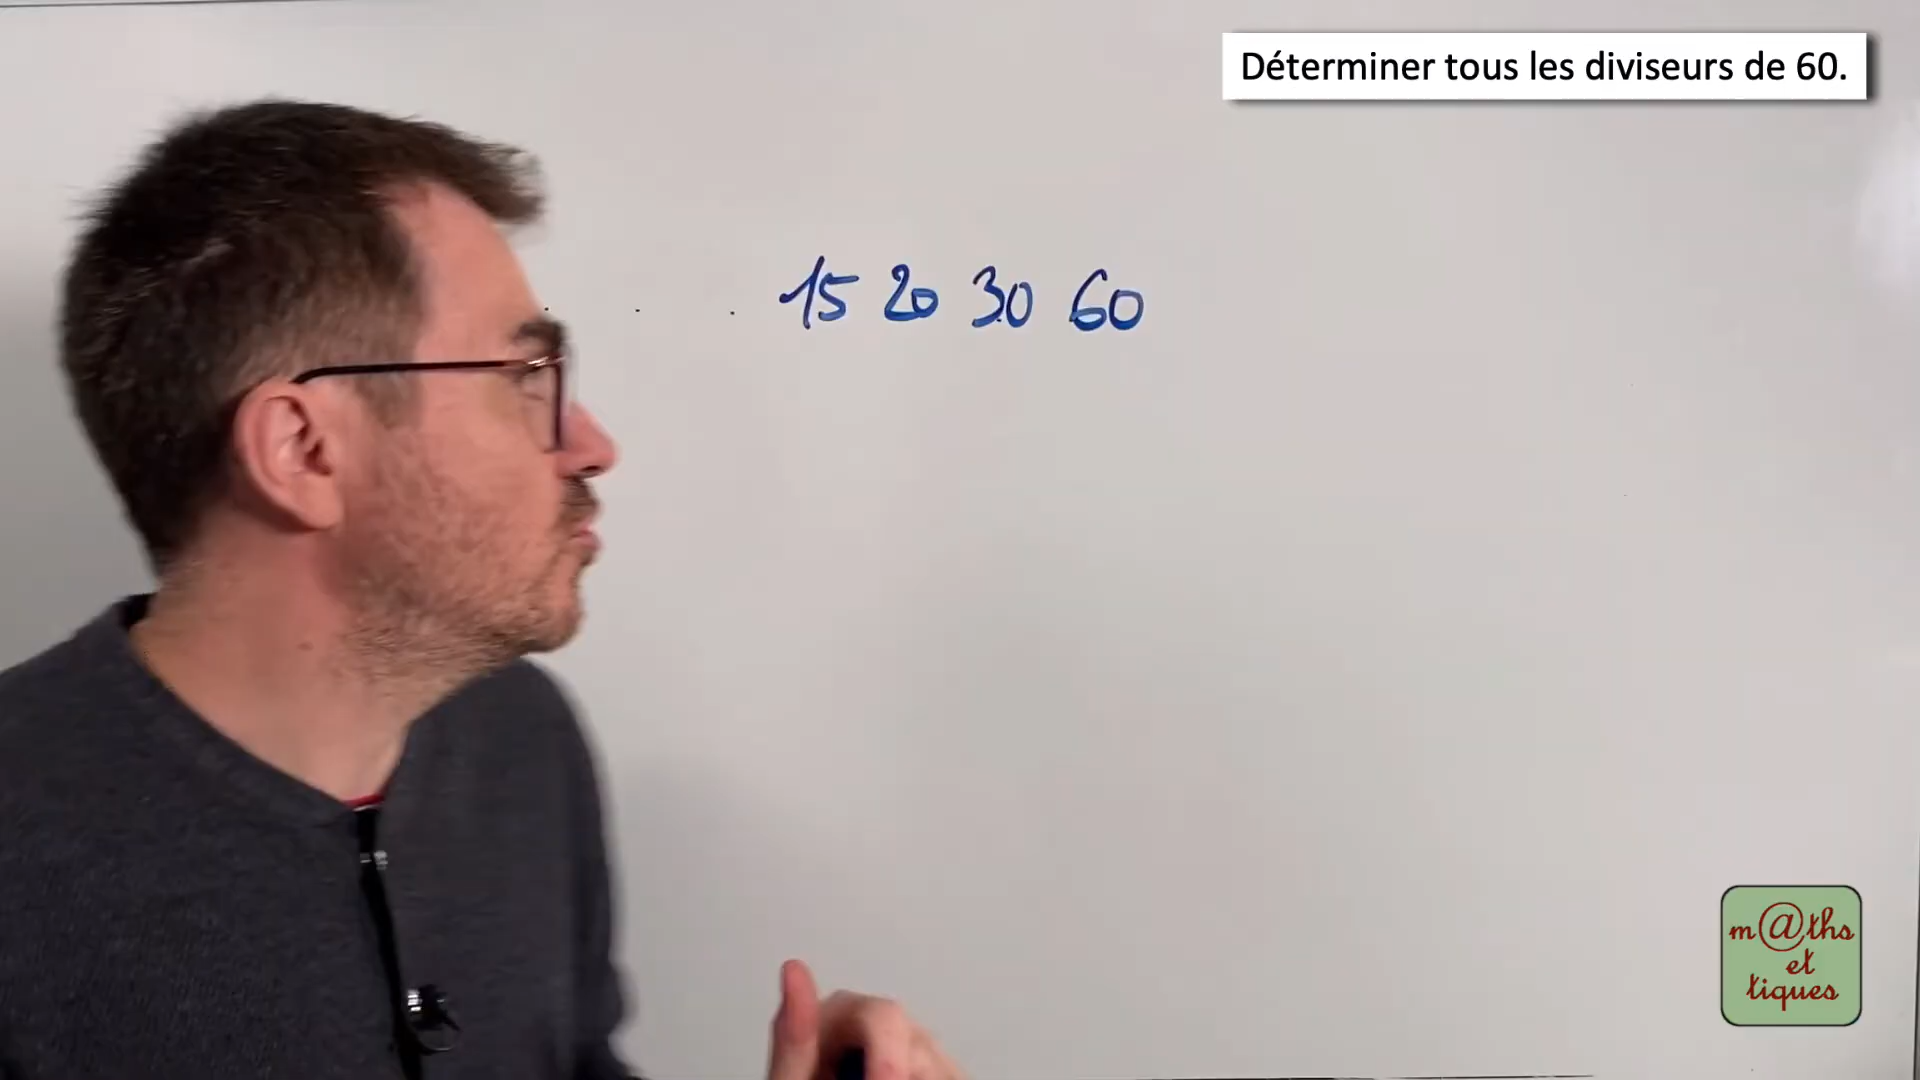 Déterminer tous les diviseurs de 60.
15 20 30 60
m@ths
et
tiques